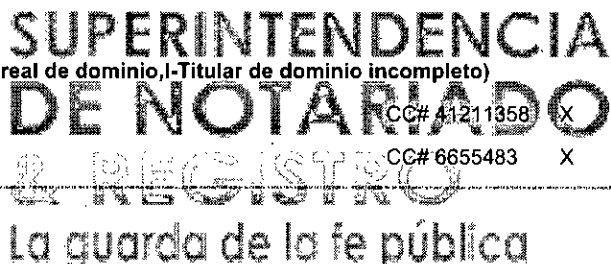 SUPERINTENDENCIA
real de dominio,I-Titular de dominio incompleto)
DE NOTARIADO
CC# 41211358 X
CC# 6655483 X
& REGISTRO
La guarda de la fe pública